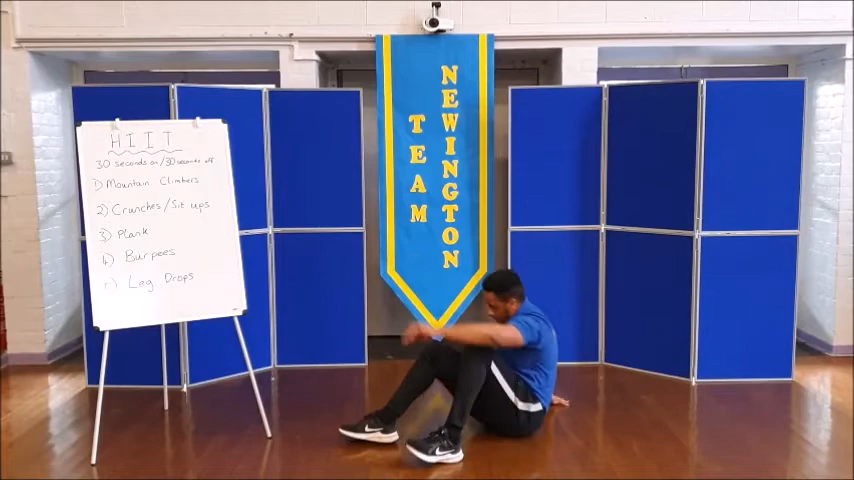 HIIT
30 seconds on/30 seconds off
1) Mountain Climbers
2) Crunches/Sit ups
3) Plank
4) Burpees
5) Leg Drops
TEAM
NEWINGTON